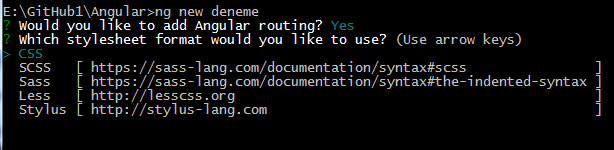 E:\GitHub1\Angular>ng new deneme
? Would you like to add Angular routing? Yes
? Which stylesheet format would you like to use? (Use arrow keys)
> CSS
SCSS   [ https://sass-lang.com/documentation/syntax#scss                ]
Sass   [ https://sass-lang.com/documentation/syntax#the-indented-syntax ]
Less   [ http://lesscss.org                                             ]
Stylus [ http://stylus-lang.com                                         ]